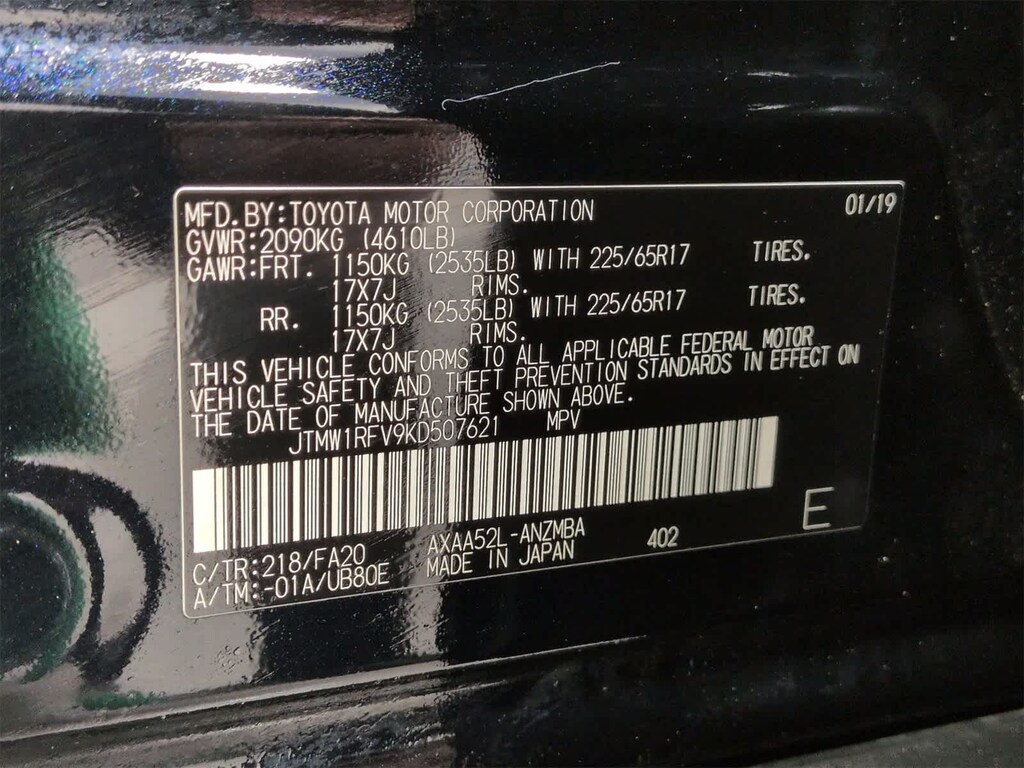 MFD.BY:TOYOTA MOTOR CORPORATION 01/19
GVWR:2090KG (4610LB)
GAWR:FRT. 1150KG (2535LB) WITH 225/65R17 TIRES.
17X7J RIMS.
RR. 1150KG (2535LB) WITH 225/65R17 TIRES.
17X7J RIMS.
THIS VEHICLE CONFORMS TO ALL APPLICABLE FEDERAL MOTOR
VEHICLE SAFETY AND THEFT PREVENTION STANDARDS IN EFFECT ON
THE DATE OF MANUFACTURE SHOWN ABOVE.
JTMW1RFV9KD507621 MPV
E
C/TR:218/FA20 AXAA52L-ANZMBA 402
A/TM:-01A/UB80E MADE IN JAPAN